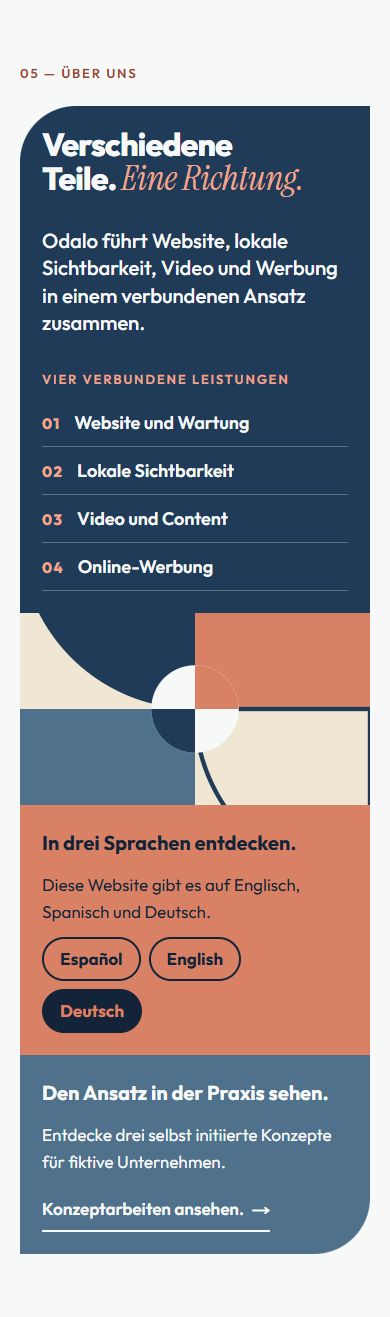 05 — ÜBER UNS
Verschiedene
Teile. Eine Richtung.
Odalo führt Website, lokale
Sichtbarkeit, Video und Werbung
in einem verbundenen Ansatz
zusammen.
VIER VERBUNDENE LEISTUNGEN
01 Website und Wartung
02 Lokale Sichtbarkeit
03 Video und Content
04 Online-Werbung
In drei Sprachen entdecken.
Diese Website gibt es auf Englisch,
Spanisch und Deutsch.
Español English
Deutsch
Den Ansatz in der Praxis sehen.
Entdecke drei selbst initiierte Konzepte
für fiktive Unternehmen.
Konzeptarbeiten ansehen. →